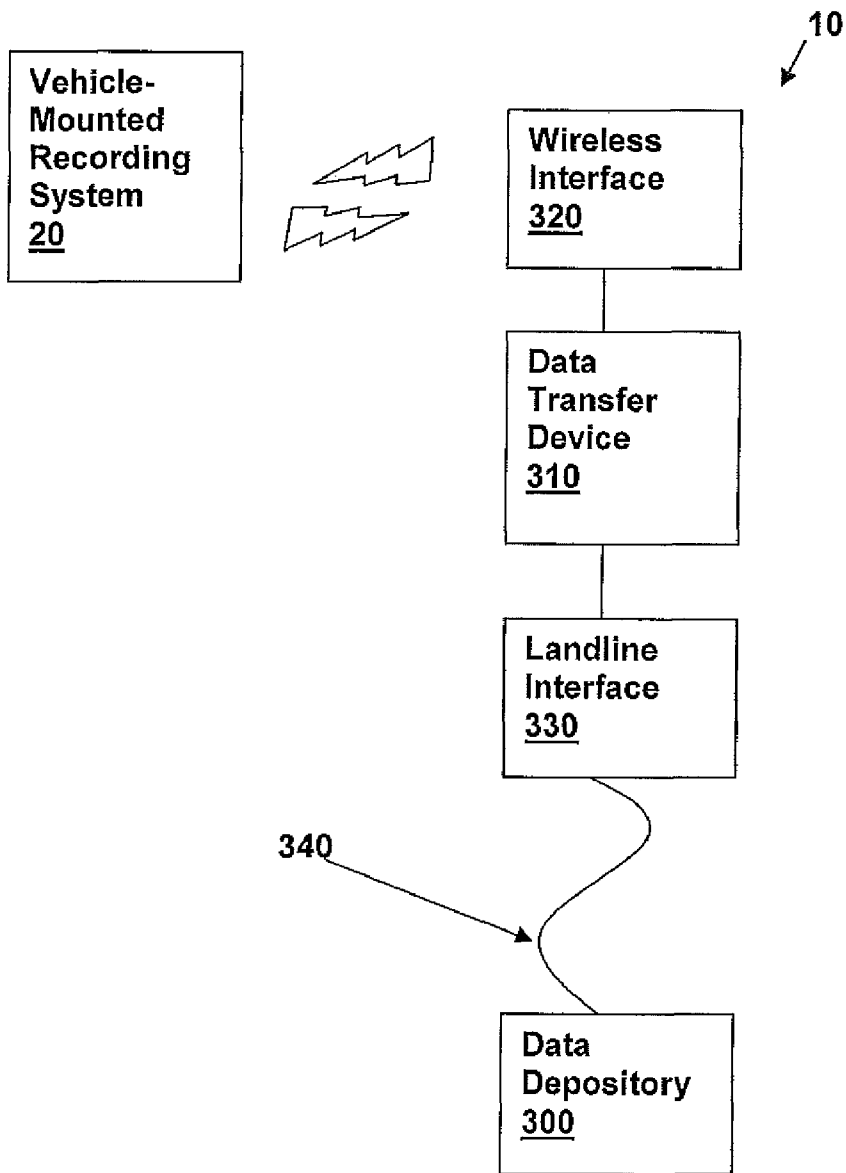 10
Vehicle-
Mounted
Recording
System
20
Wireless
Interface
320
Data
Transfer
Device
310
Landline
Interface
330
340
Data
Depository
300